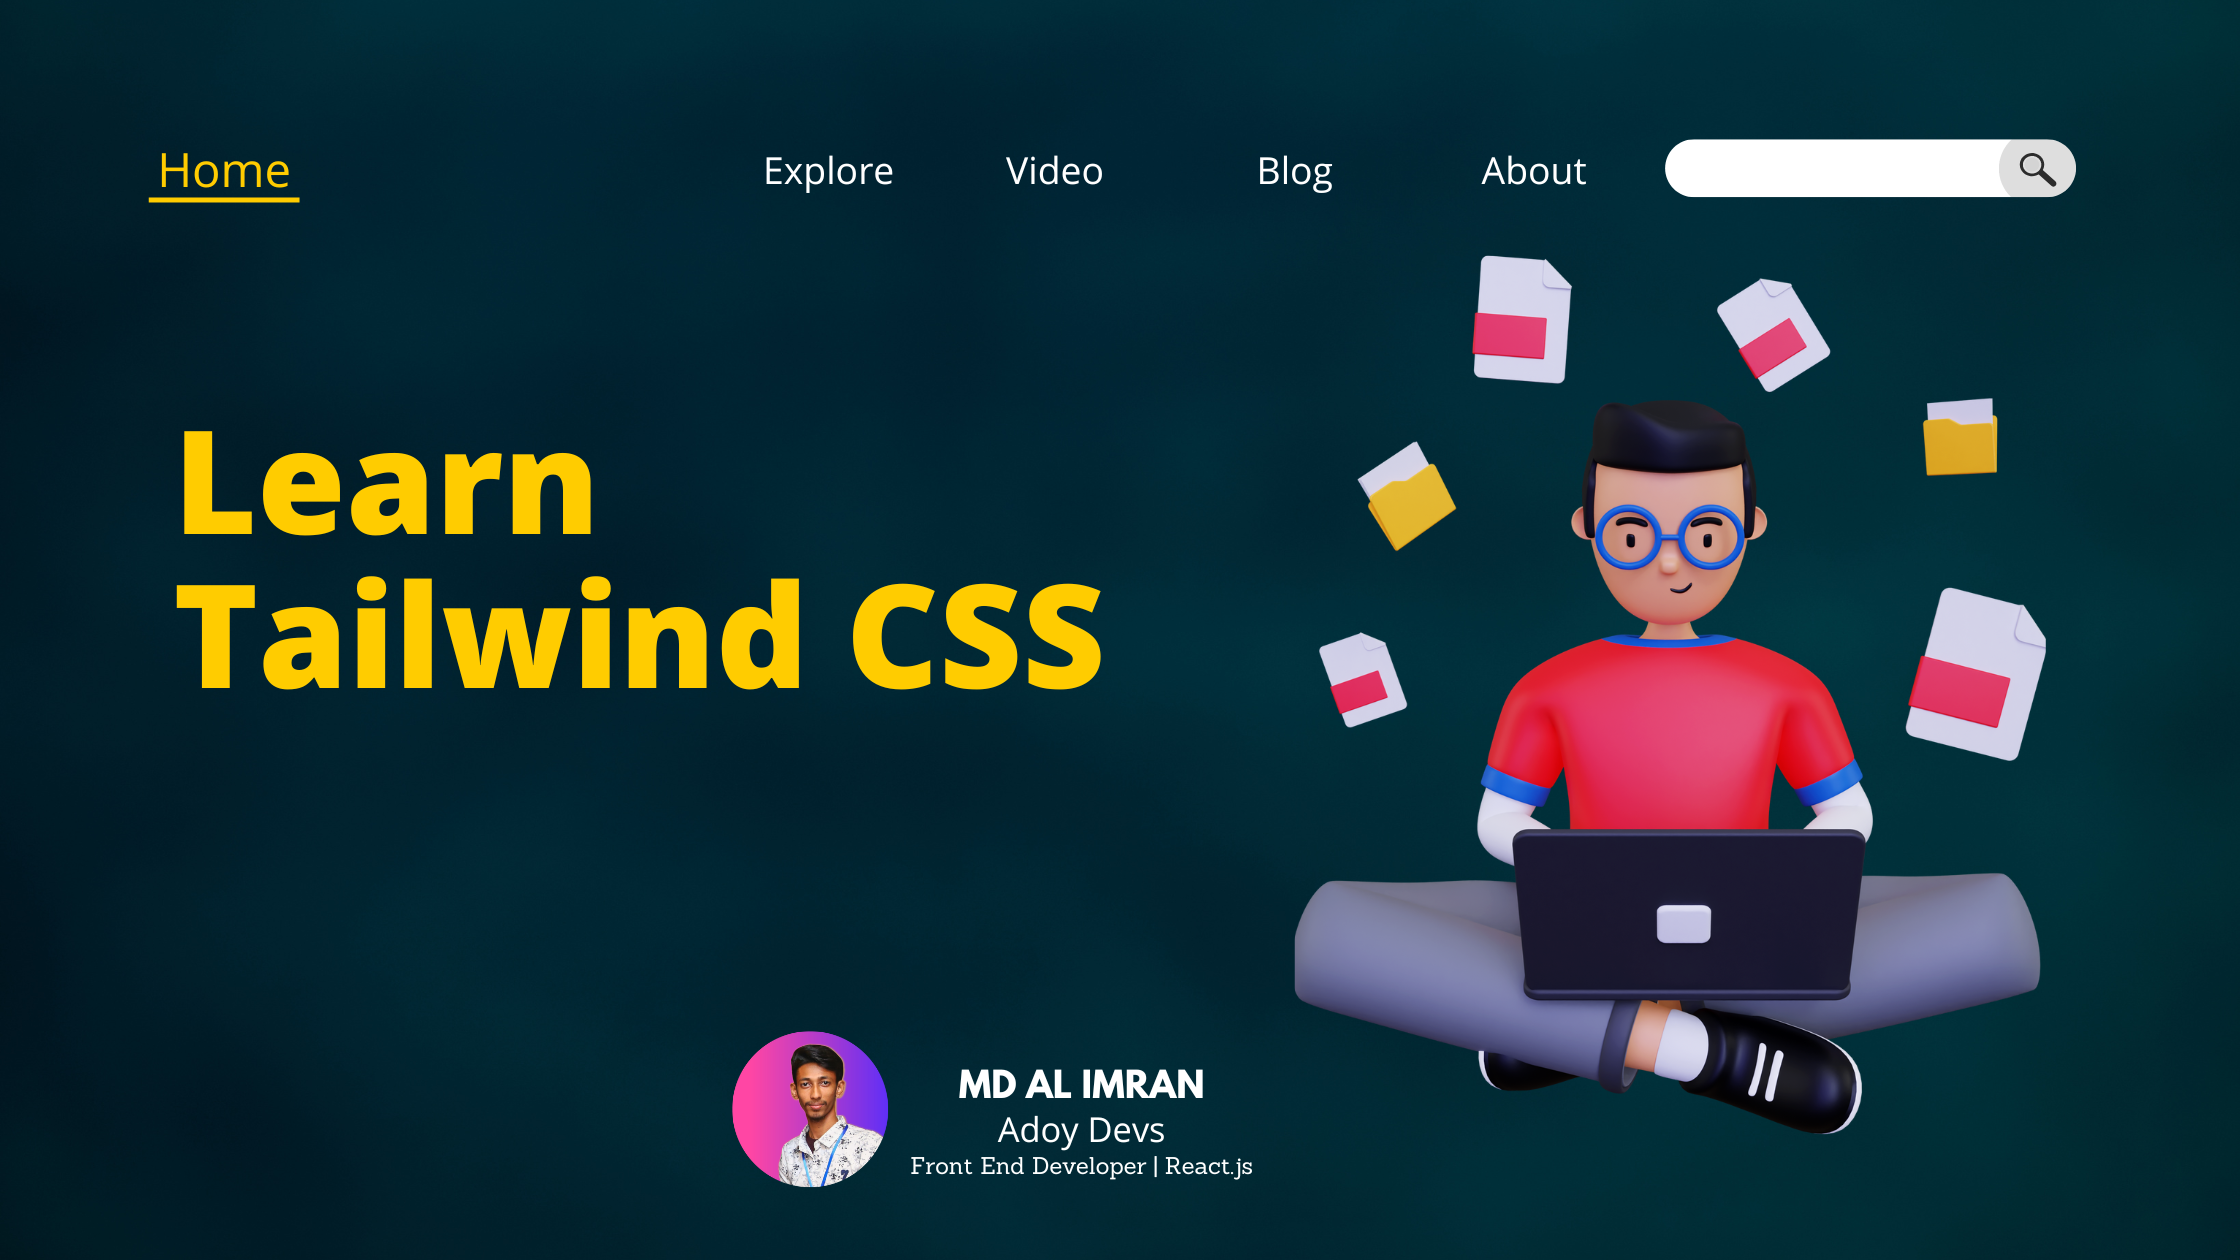 Home
Explore
Video
Blog
About
Learn
Tailwind CSS
MD AL IMRAN
Adoy Devs
Front End Developer | React.js